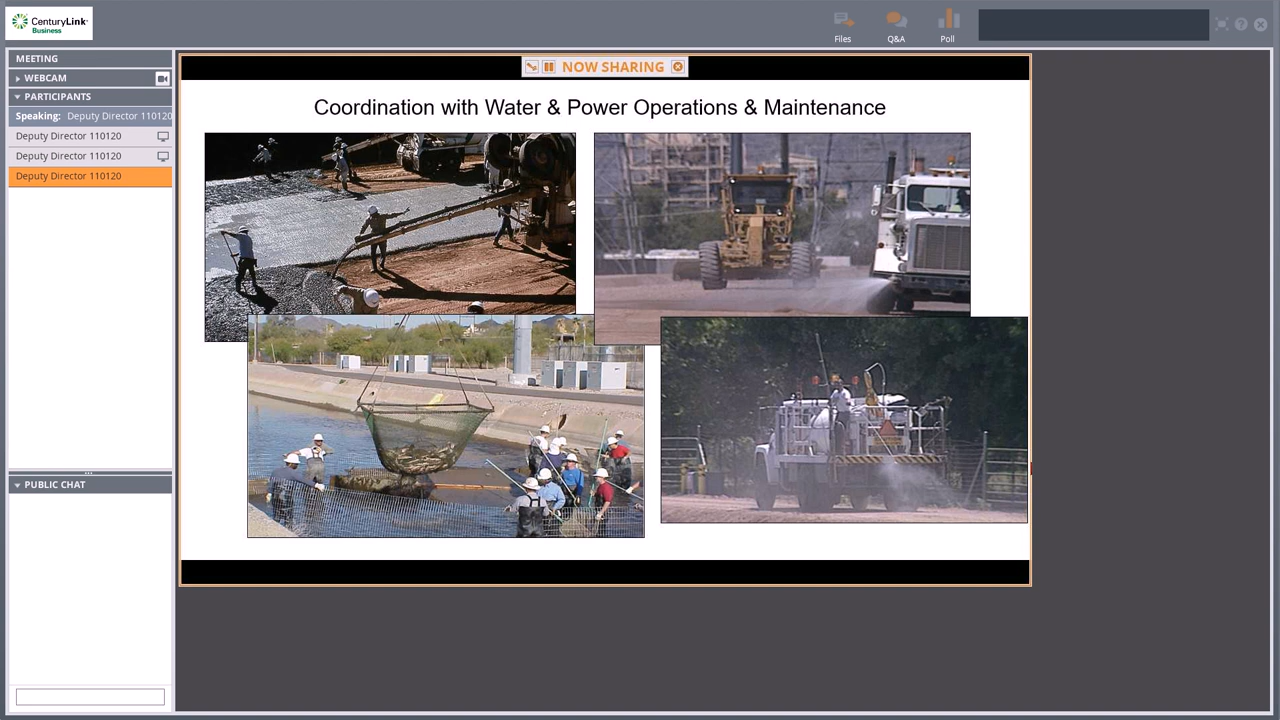 CenturyLink®
Business
Files
Q&A
Poll
MEETING
WEBCAM
PARTICIPANTS
Speaking: Deputy Director 110120
Deputy Director 110120
Deputy Director 110120
Deputy Director 110120
PUBLIC CHAT
NOW SHARING
Coordination with Water & Power Operations & Maintenance